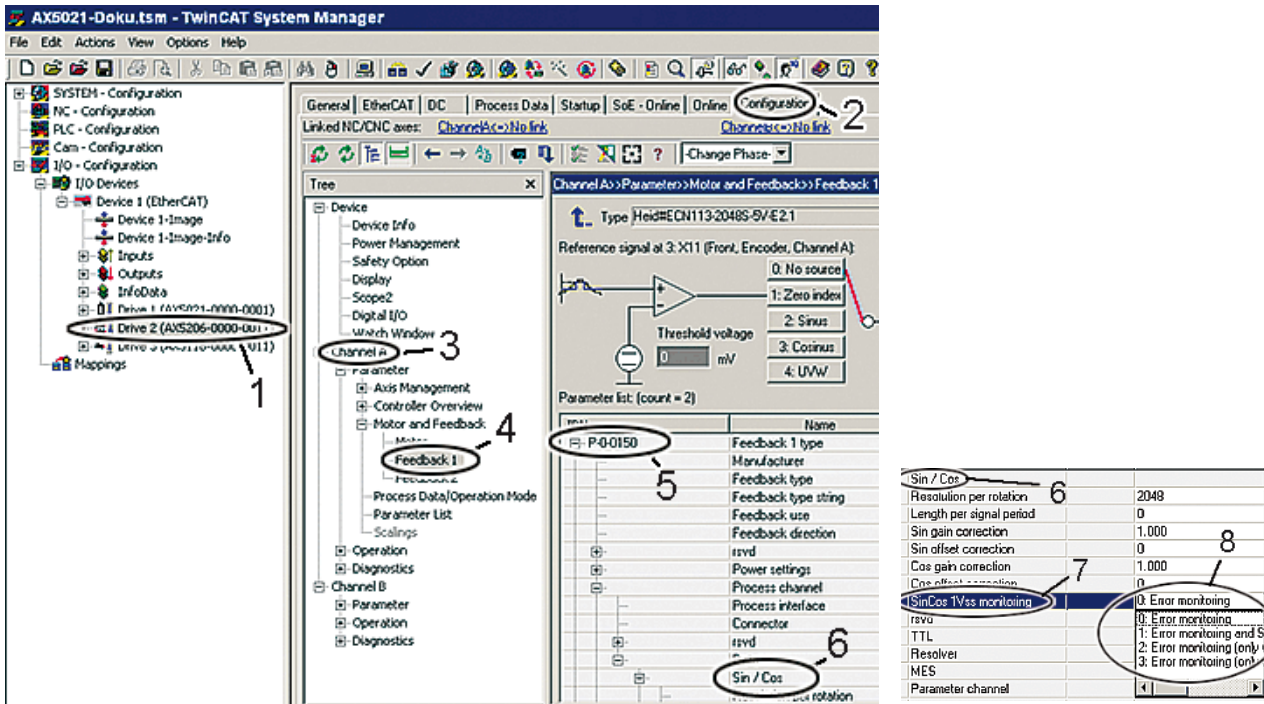 AX5021-Doku.tsm - TwinCAT System Manager
File Edit Actions View Options Help
SYSTEM - Configuration
NC - Configuration
PLC - Configuration
Cam - Configuration
I/O - Configuration
I/O Devices
Device 1 (EtherCAT)
Device 1-Image
Device 1-Image-Info
Inputs
Outputs
InfoData
Drive 1 (AX5021-0000-0001)
Drive 2 (AX5206-0000-0011)
Mappings
1
General EtherCAT DC Process Data Startup SoE - Online Online Configuration
2
Linked NC/CNC axes: ChannelA<=>No link ChannelB<=>No link
-Change Phase-
Tree
Device
Device Info
Power Management
Safety Option
Display
Scope2
Digital I/O
Watch Window
Channel A
3
Parameter
Axis Management
Controller Overview
Motor and Feedback
4
Motor
Feedback 1
Feedback 2
Process Data/Operation Mode
Parameter List
Scalings
Operation
Diagnostics
Channel B
Parameter
Operation
Diagnostics
Channel A>>Parameter>>Motor and Feedback>>Feedback 1
Type Heid#ECN113-2048S-5V-E2.1
Reference signal at 3: X11 (Front, Encoder, Channel A):
0: No source
1: Zero index
2: Sinus
3: Cosinus
4: UVW
Threshold voltage
0 mV
Parameter list: (count = 2)
IDN Name
P-0-0150 Feedback 1 type
5
Manufacturer
Feedback type
Feedback type string
Feedback use
Feedback direction
rsvd
Power settings
Process channel
Process interface
Connector
rsvd
6
Sin / Cos
per rotation
Sin / Cos
6
Resolution per rotation 2048
Length per signal period 0
Sin gain correction 1.000
Sin offset correction 0
8
Cos gain correction 1.000
7
Cos offset correction 0
SinCos 1Vss monitoring 0: Error monitoring
rsvd 0: Error monitoring
TTL 1: Error monitoring and S
Resolver 2: Error monitoring (only
MES 3: Error monitoring (only
Parameter channel